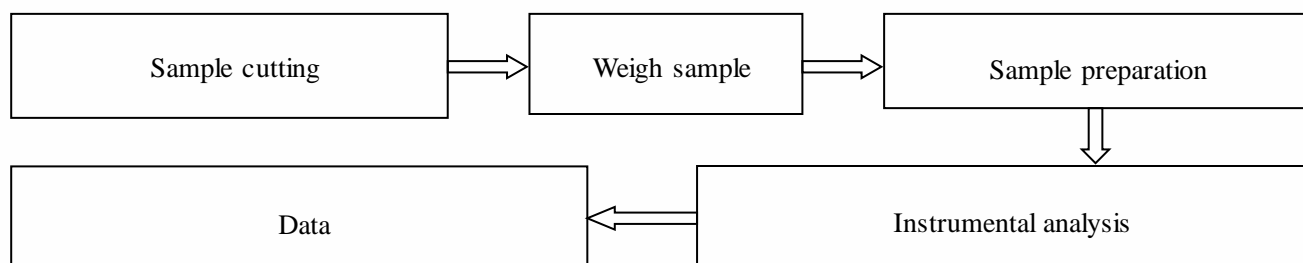 Sample cutting
Weigh sample
Sample preparation
Instrumental analysis
Data